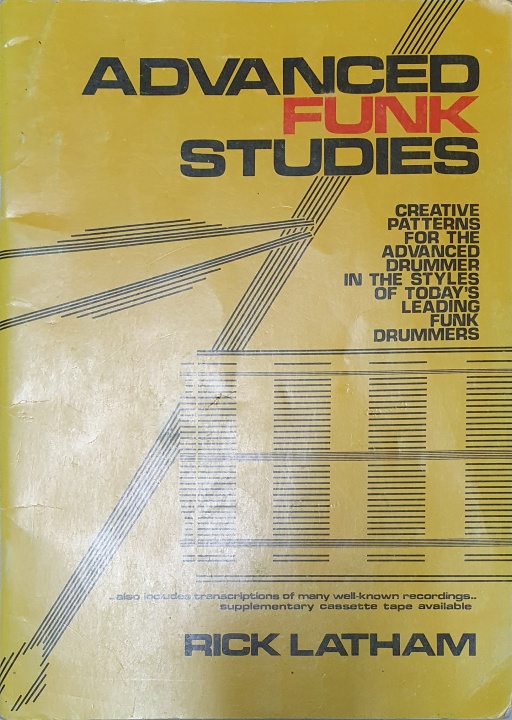 ADVANCED
FUNK
STUDIES
CREATIVE
PATTERNS
FOR THE
ADVANCED
DRUMMER
IN THE STYLES
OF TODAY'S
LEADING
FUNK
DRUMMERS
..also includes transcriptions of many well-known recordings..
supplementary cassette tape available
RICK LATHAM